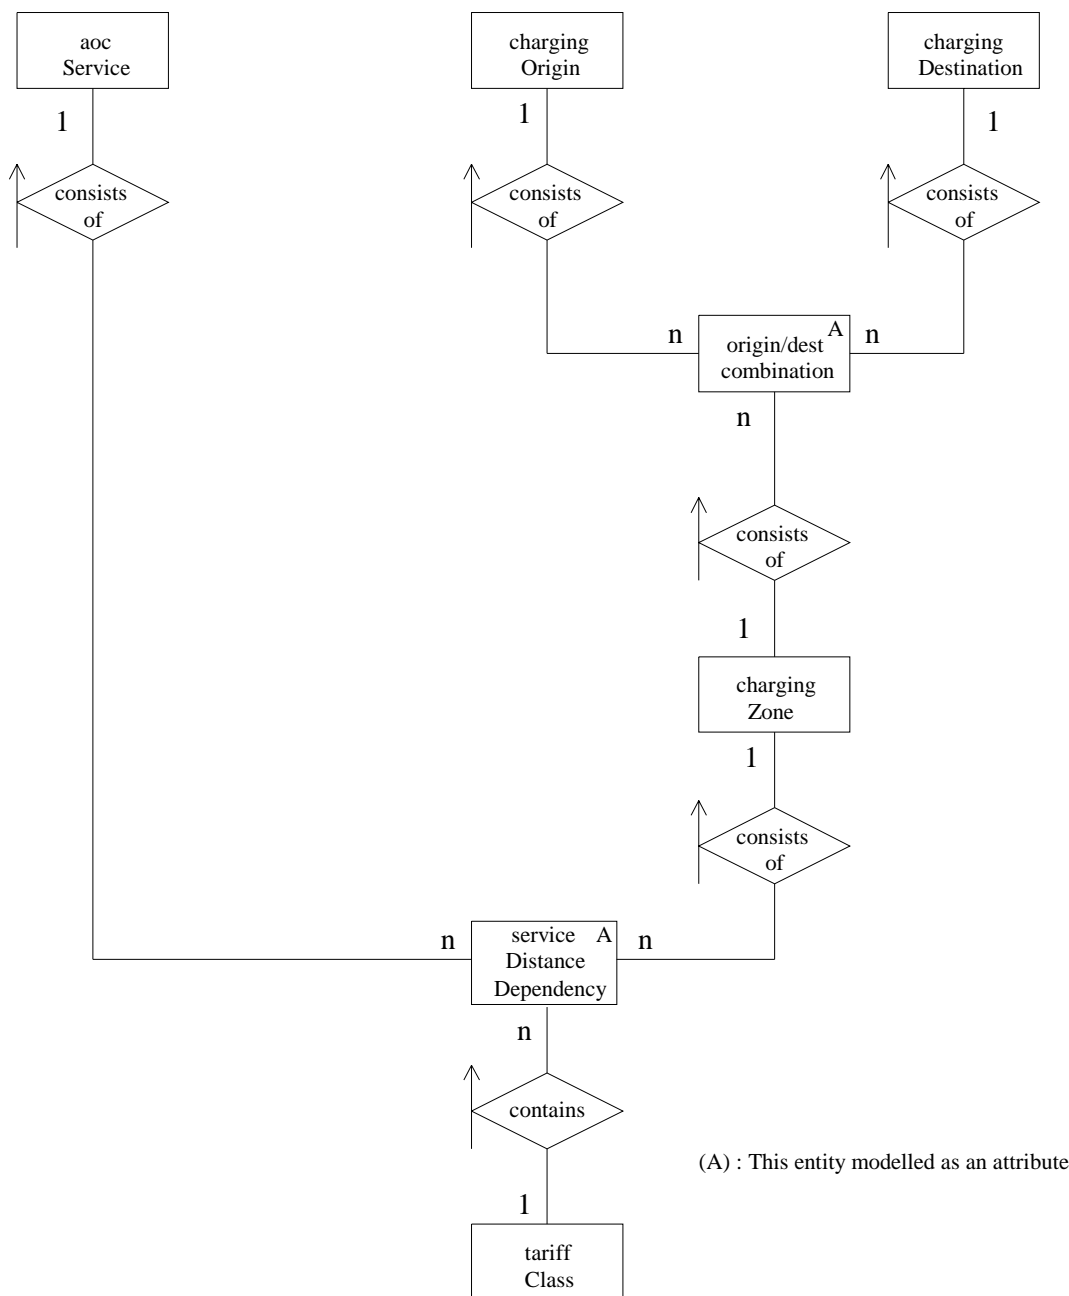 aoc
Service
charging
Origin
charging
Destination
1
1
1
consists
of
consists
of
consists
of
n
origin/dest
combination
A
n
n
consists
of
1
charging
Zone
1
consists
of
n
service
Distance
Dependency
A
n
n
contains
(A) : This entity modelled as an attribute
1
tariff
Class